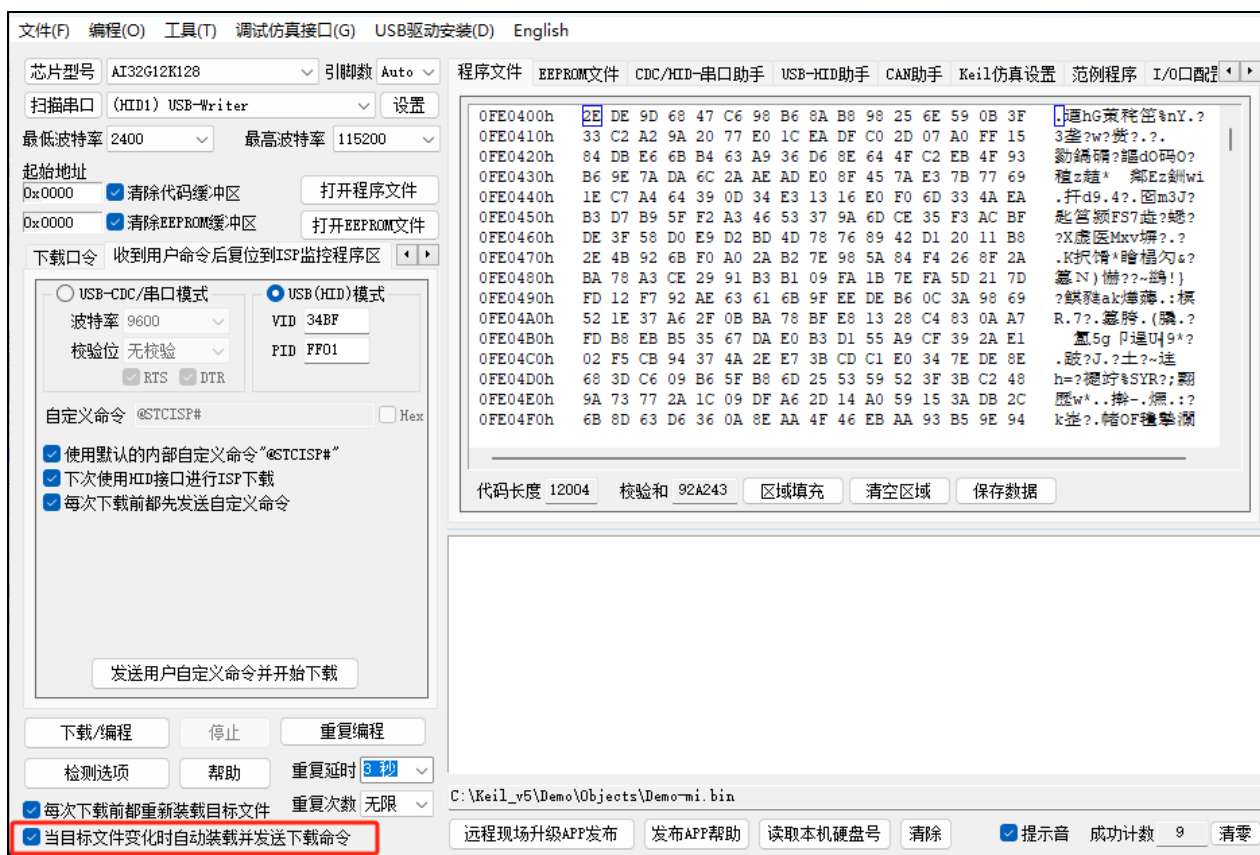 文件(F) 编程(O) 工具(T) 调试仿真接口(G) USB驱动安装(D) English
芯片型号 AI32G12K128 引脚数 Auto
扫描串口 (HID1) USB-Writer 设置
最低波特率 2400 最高波特率 115200
起始地址
0x0000 清除代码缓冲区 打开程序文件
0x0000 清除EEPROM缓冲区 打开EEPROM文件
下载口令 收到用户命令后复位到ISP监控程序区
USB-CDC/串口模式 USB(HID)模式
波特率 9600 VID 34BF
校验位 无校验 PID FF01
RTS DTR
自定义命令 @STCISP# Hex
使用默认的内部自定义命令"@STCISP#"
下次使用HID接口进行ISP下载
每次下载前都先发送自定义命令
发送用户自定义命令并开始下载
下载/编程 停止 重复编程
检测选项 帮助 重复延时 3 秒
每次下载前都重新装载目标文件 重复次数 无限
当目标文件变化时自动装载并发送下载命令
程序文件 EEPROM文件 CDC/HID-串口助手 USB-HID助手 CAN助手 Keil仿真设置 范例程序 I/O口配
0FE0400h 2E DE 9D 68 47 C6 98 B6 8A B8 98 25 6E 59 0B 3F
0FE0410h 33 C2 A2 9A 20 77 E0 1C EA DF C0 2D 07 A0 FF 15
0FE0420h 84 DB E6 6B B4 63 A9 36 D6 8E 64 4F C2 EB 4F 93
0FE0430h B6 9E 7A DA 6C 2A AE AD E0 8F 45 7A E3 7B 77 69
0FE0440h 1E C7 A4 64 39 0D 34 E3 13 16 E0 F0 6D 33 4A EA
0FE0450h B3 D7 B9 5F F2 A3 46 53 37 9A 6D CE 35 F3 AC BF
0FE0460h DE 3F 58 D0 E9 D2 BD 4D 78 76 89 42 D1 20 11 B8
0FE0470h 2E 4B 92 6B F0 A0 2A B2 7E 98 5A 84 F4 26 8F 2A
0FE0480h BA 78 A3 CE 29 91 B3 B1 09 FA 1B 7E FA 5D 21 7D
0FE0490h FD 12 F7 92 AE 63 61 6B 9F EE DE B6 0C 3A 98 69
0FE04A0h 52 1E 37 A6 2F 0B BA 78 BF E8 13 28 C4 83 0A A7
0FE04B0h FD B8 EB B5 35 67 DA E0 B3 D1 55 A9 CF 39 2A E1
0FE04C0h 02 F5 CB 94 37 4A 2E E7 3B CD C1 E0 34 7E DE 8E
0FE04D0h 68 3D C6 09 B6 5F B8 6D 25 53 59 52 3F 3B C2 48
0FE04E0h 9A 73 77 2A 1C 09 DF A6 2D 14 A0 59 15 3A DB 2C
0FE04F0h 6B 8D 63 D6 36 0A 8E AA 4F 46 EB AA 93 B5 9E 94
代码长度 12004 校验和 92A243 区域填充 清空区域 保存数据
C:\Keil_v5\Demo\Objects\Demo-mi.bin
远程现场升级APP发布 发布APP帮助 读取本机硬盘号 清除 提示音 成功计数 9 清零